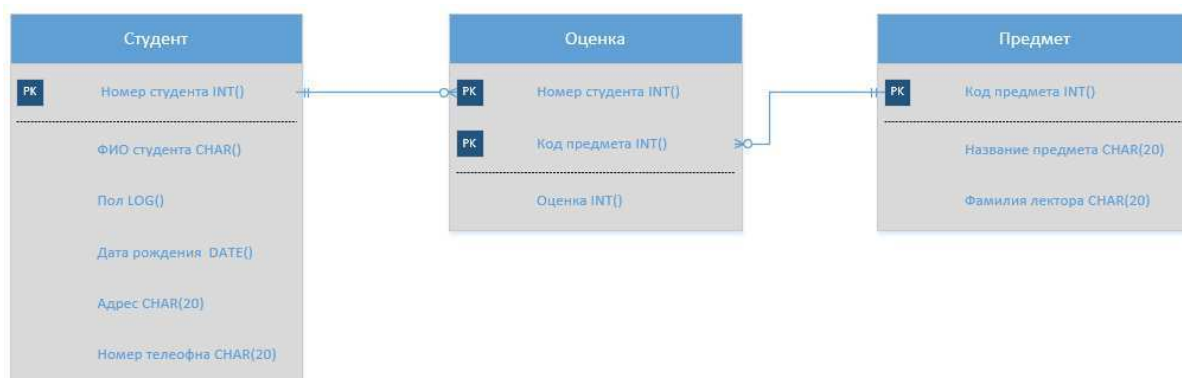 Студент
PK Номер студента INT()
ФИО студента CHAR()
Пол LOG()
Дата рождения DATE()
Адрес CHAR(20)
Номер телеофна CHAR(20)
Оценка
PK Номер студента INT()
PK Код предмета INT()
Оценка INT()
Предмет
PK Код предмета INT()
Название предмета CHAR(20)
Фамилия лектора CHAR(20)